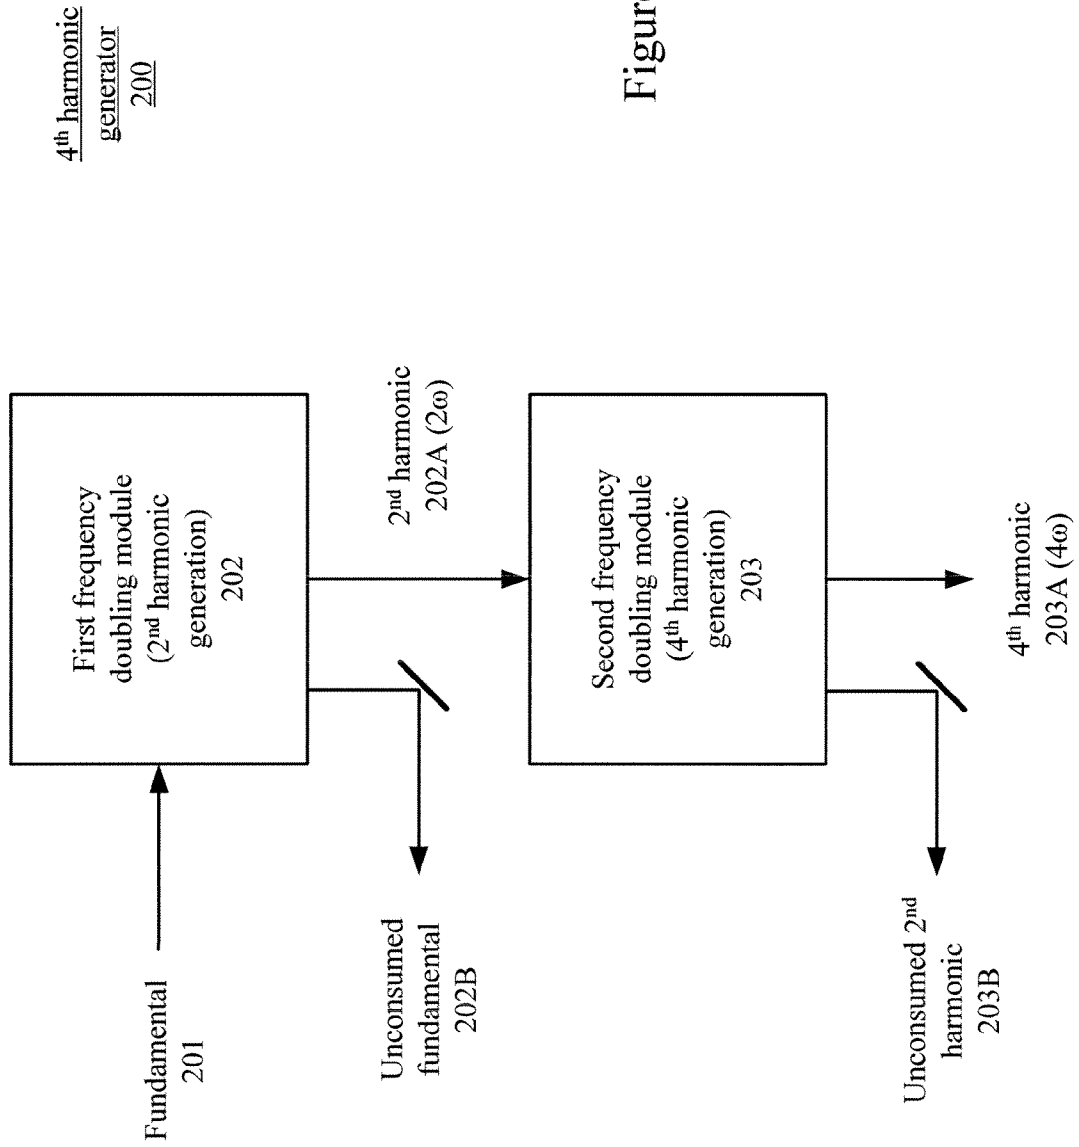 4th harmonic
generator
200
First frequency
doubling module
(2nd harmonic
generation)
202
2nd harmonic
202A (2ω)
Second frequency
doubling module
(4th harmonic
generation)
203
4th harmonic
203A (4ω)
Fundamental
201
Unconsumed
fundamental
202B
Unconsumed 2nd
harmonic
203B